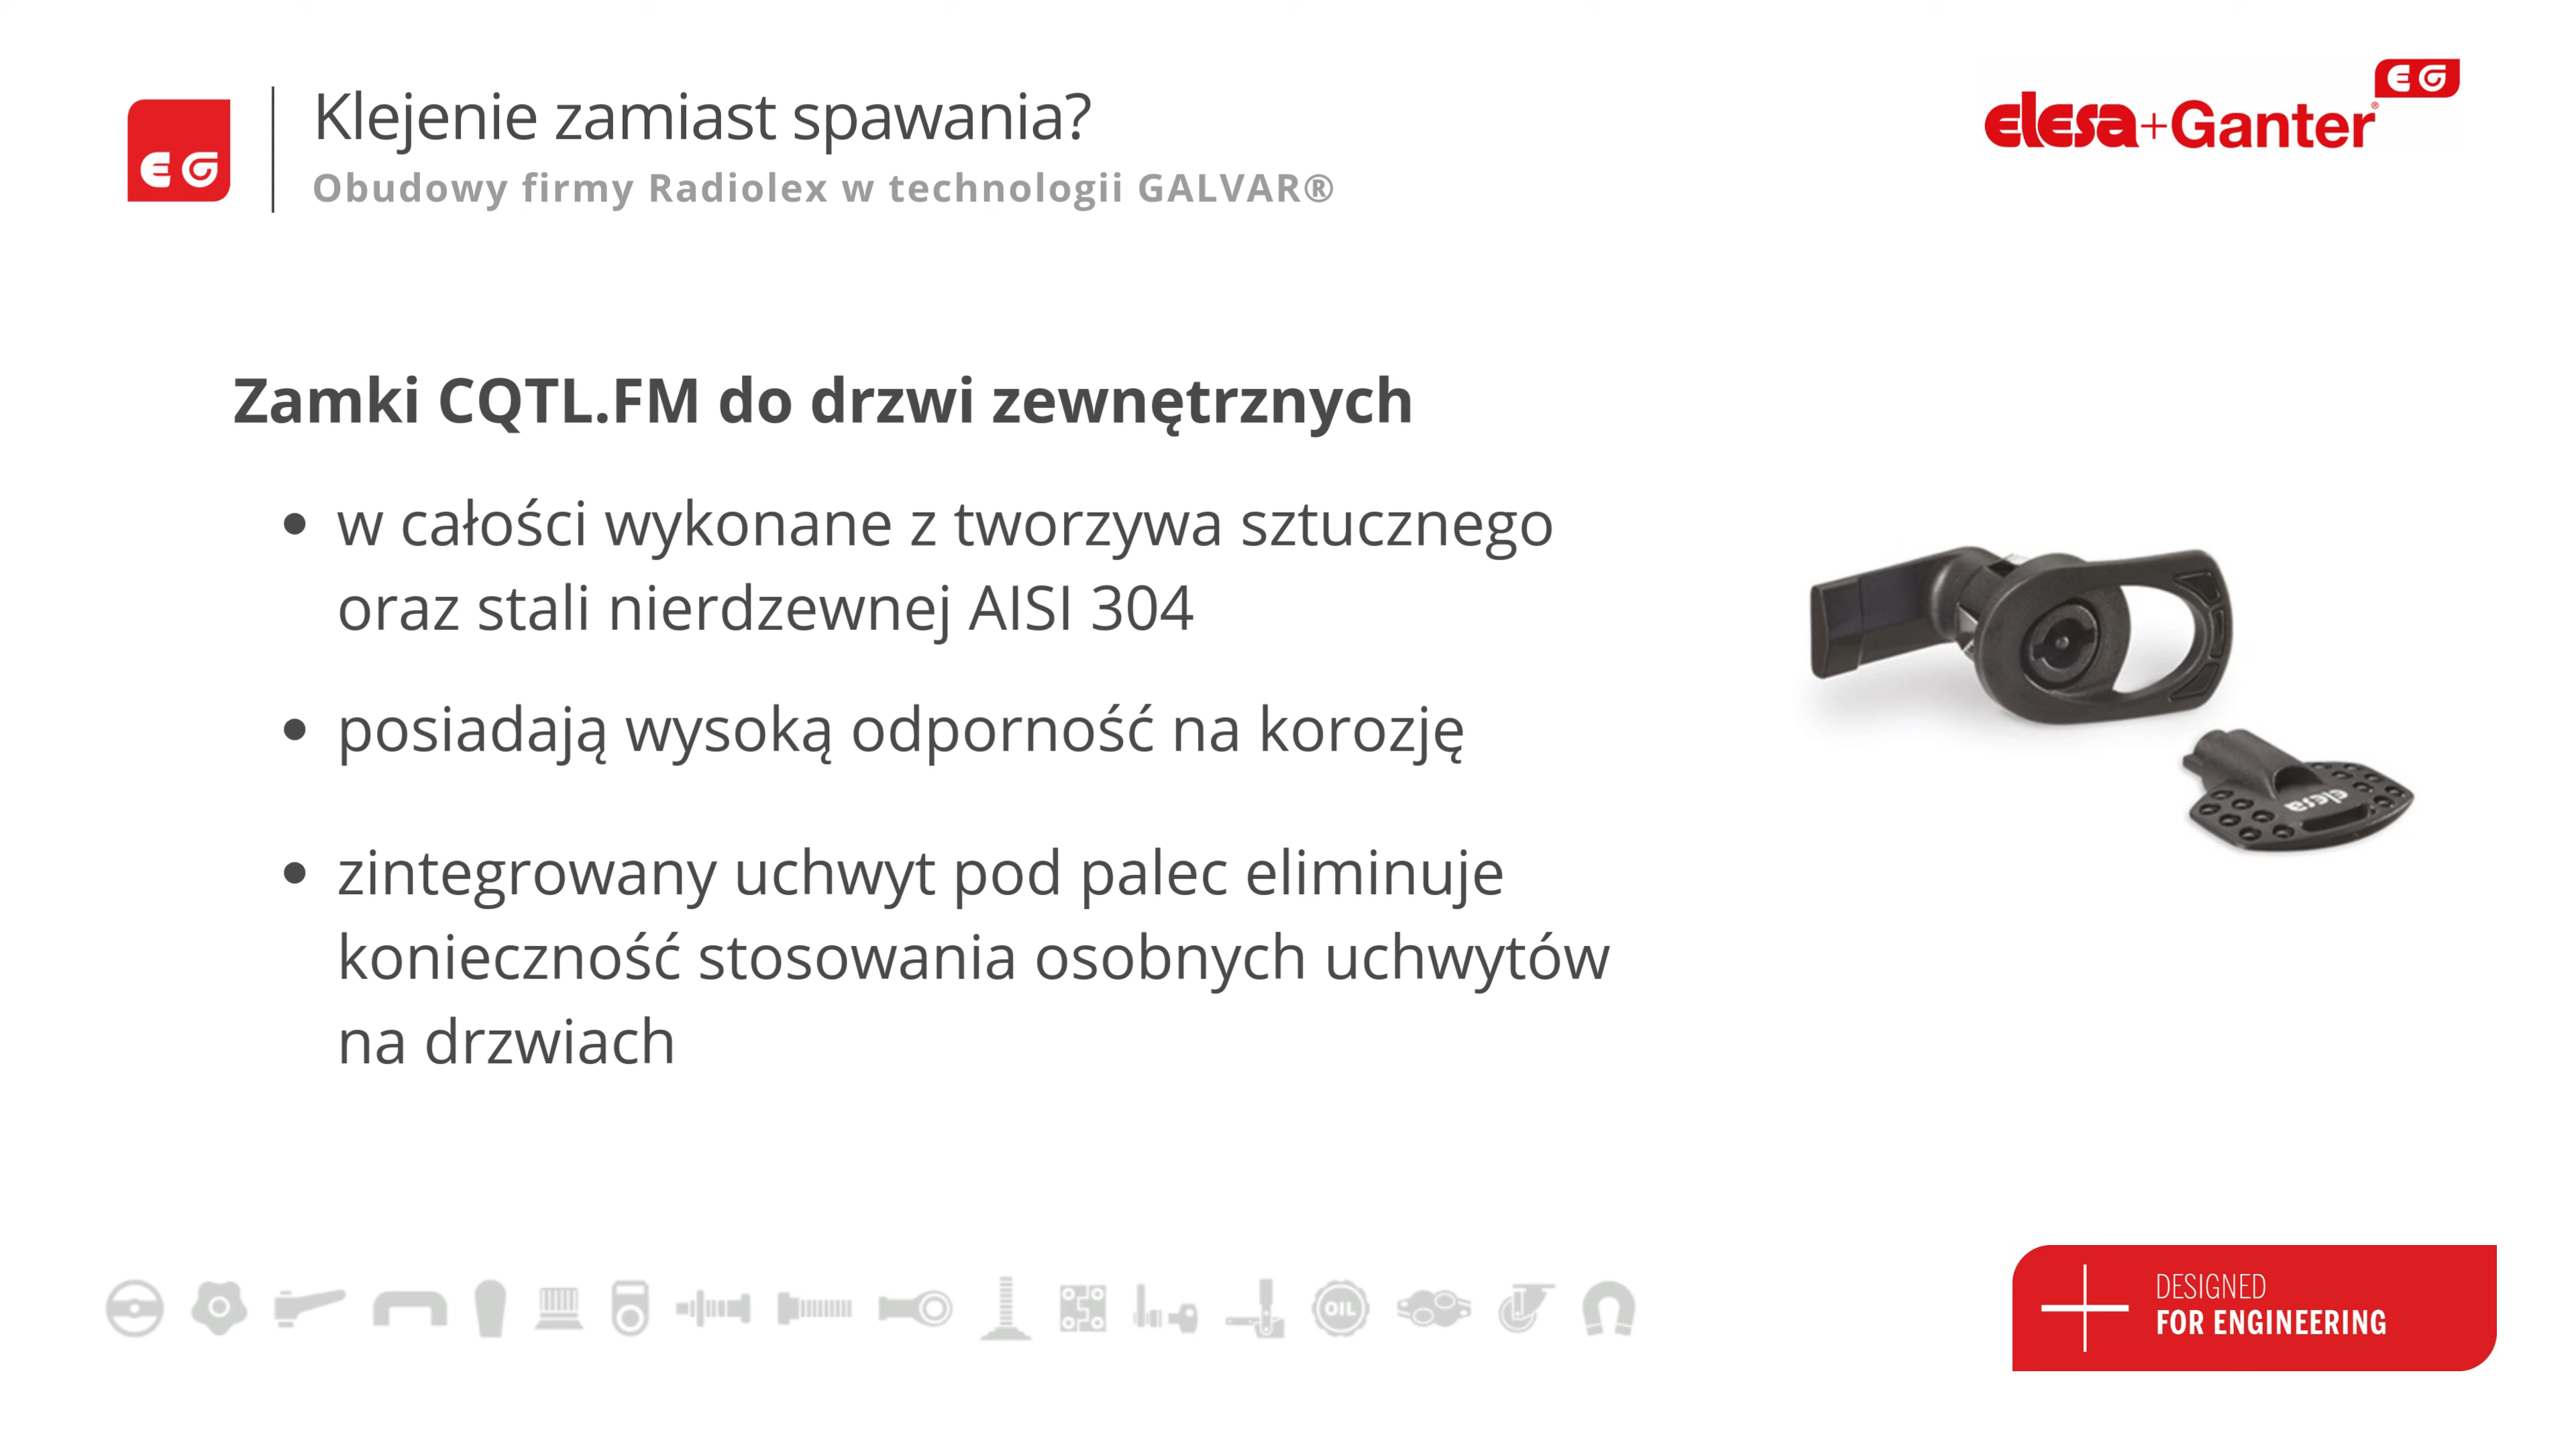 Klejenie zamiast spawania?
Obudowy firmy Radiolex w technologii GALVAR®
elesa+Ganter®
Zamki CQTL.FM do drzwi zewnętrznych
• w całości wykonane z tworzywa sztucznego
oraz stali nierdzewnej AISI 304
• posiadają wysoką odporność na korozję
• zintegrowany uchwyt pod palec eliminuje
konieczność stosowania osobnych uchwytów
na drzwiach
elesa
OIL
DESIGNED
FOR ENGINEERING